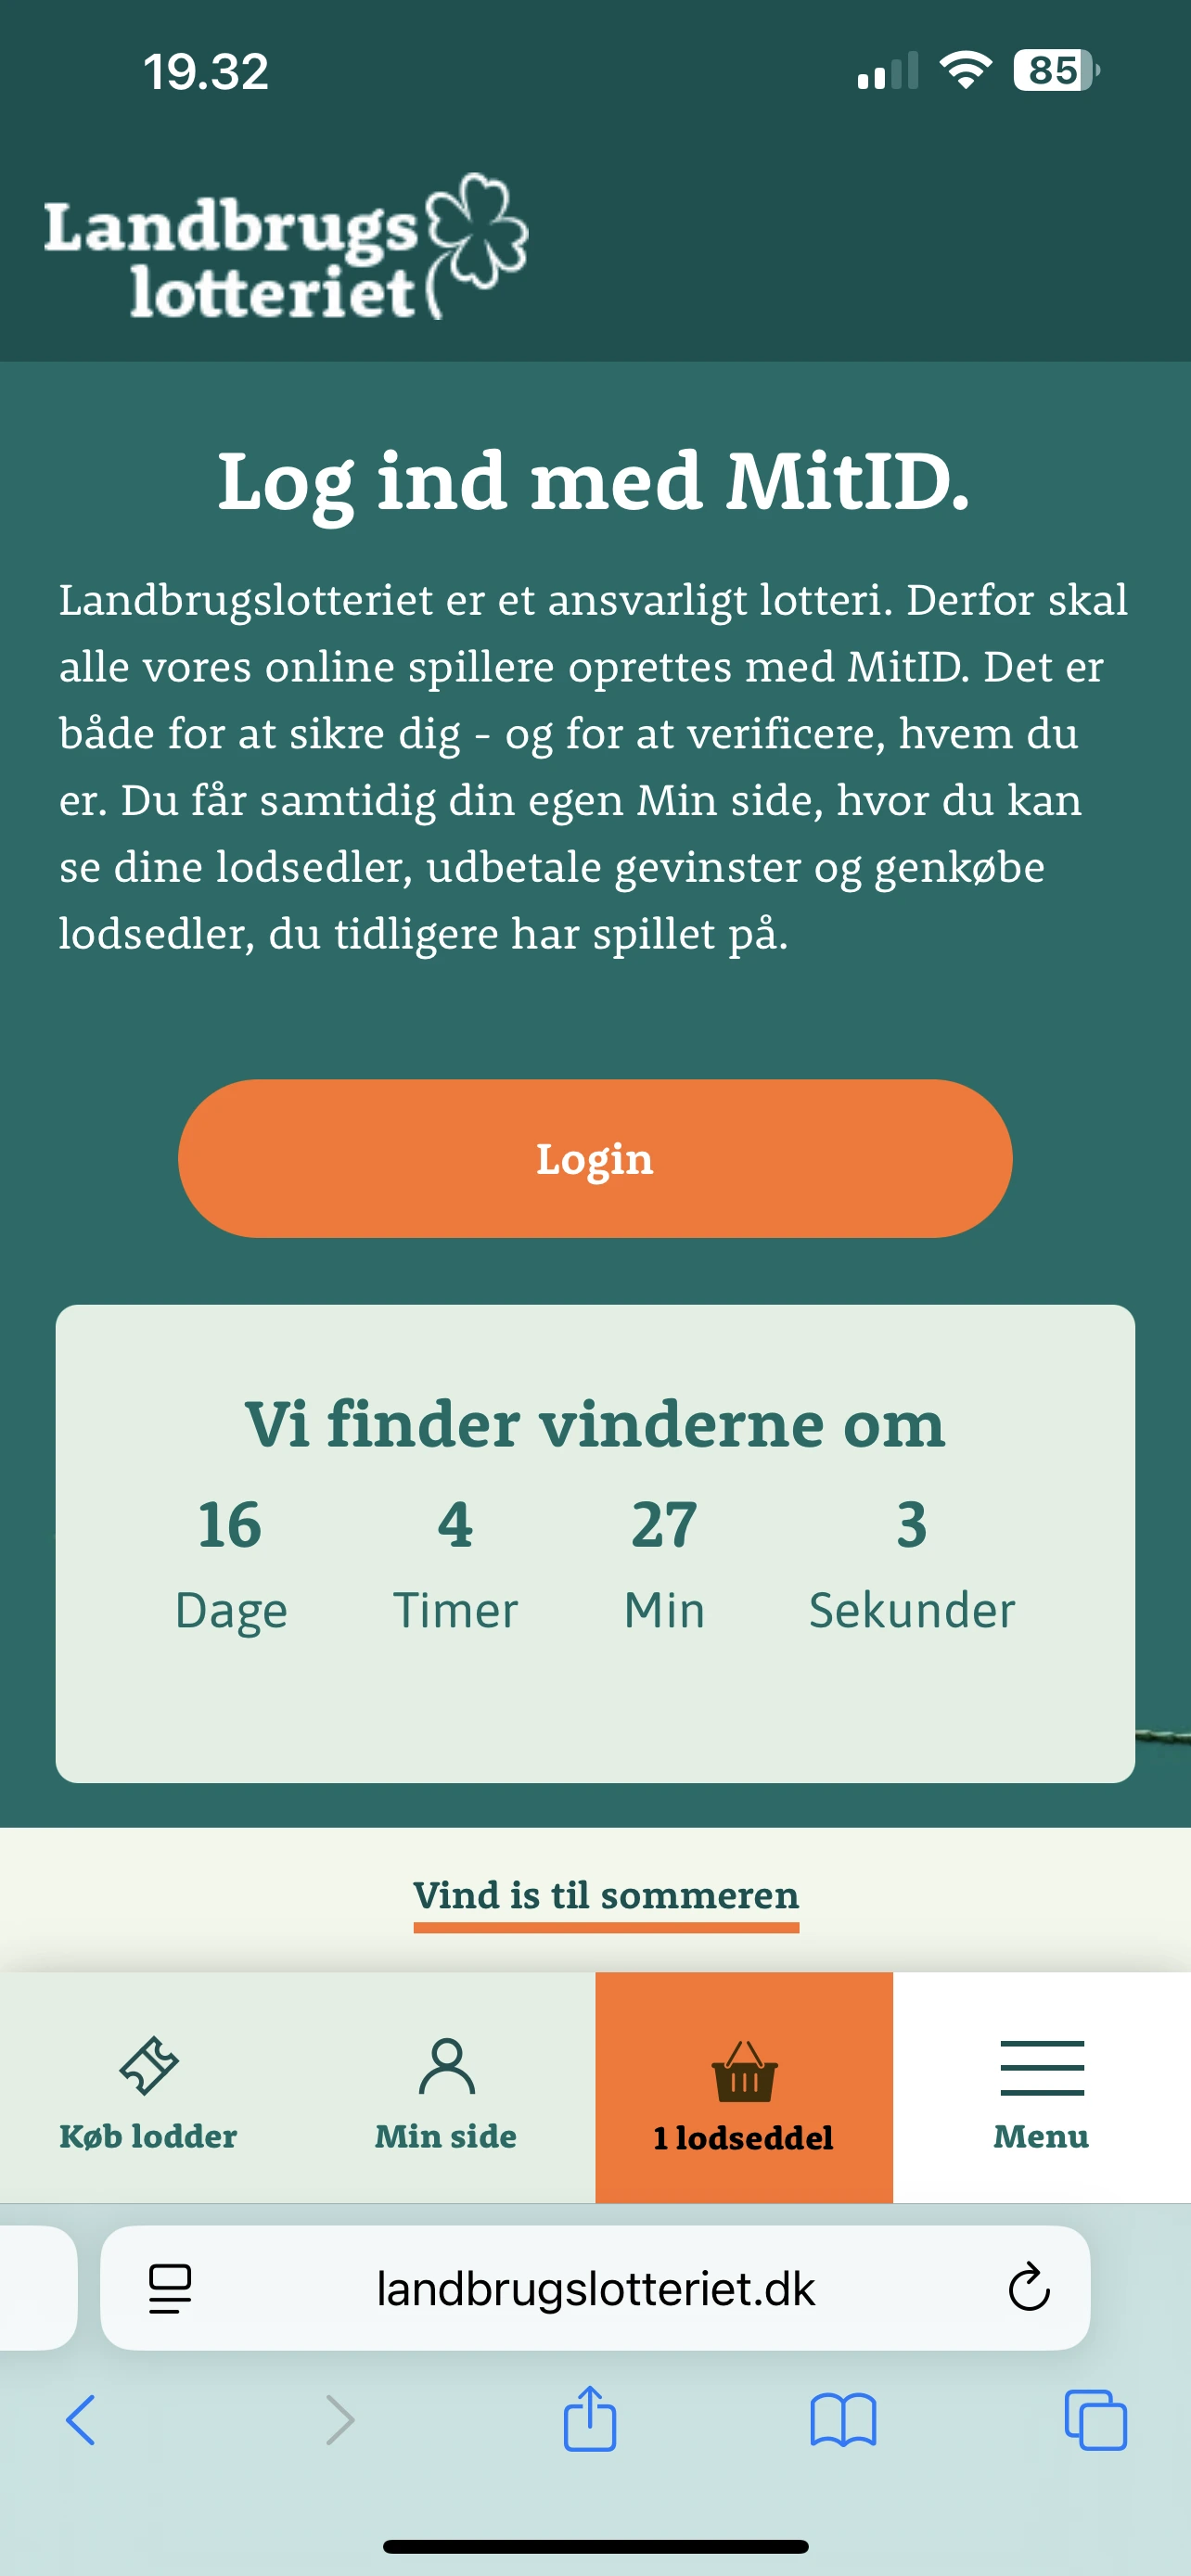 19.32
85
Landbrugs
lotteriet
Log ind med MitID.
Landbrugslotteriet er et ansvarligt lotteri. Derfor skal
alle vores online spillere oprettes med MitID. Det er
både for at sikre dig - og for at verificere, hvem du
er. Du får samtidig din egen Min side, hvor du kan
se dine lodsedler, udbetale gevinster og genkøbe
lodsedler, du tidligere har spillet på.
Login
Vi finder vinderne om
16 4 27 3
Dage Timer Min Sekunder
Vind is til sommeren
Køb lodder Min side 1 lodseddel Menu
landbrugslotteriet.dk